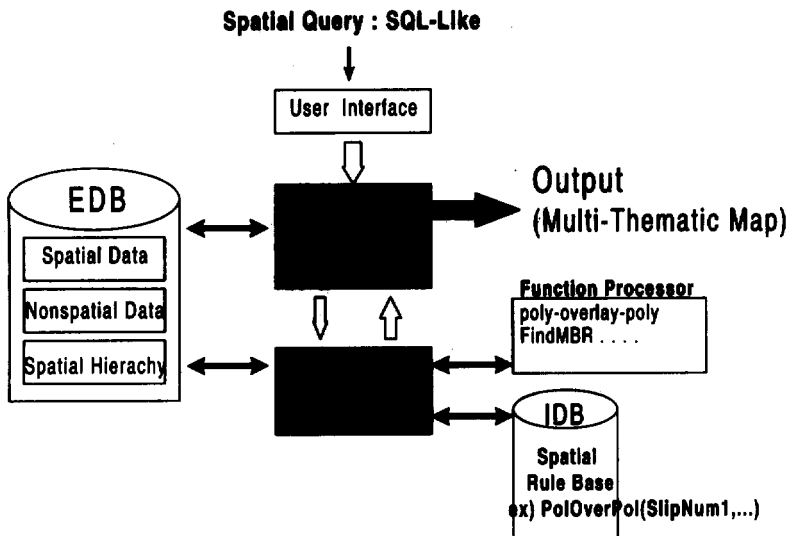 Spatial Query : SQL-Like
User Interface
EDB
Spatial Data
Nonspatial Data
Spatial Hierachy
Output
(Multi-Thematic Map)
Function Processor
poly-overlay-poly
FindMBR . . . .
IDB
Spatial
Rule Base
ex) PolOverPol(SlipNum1,...)